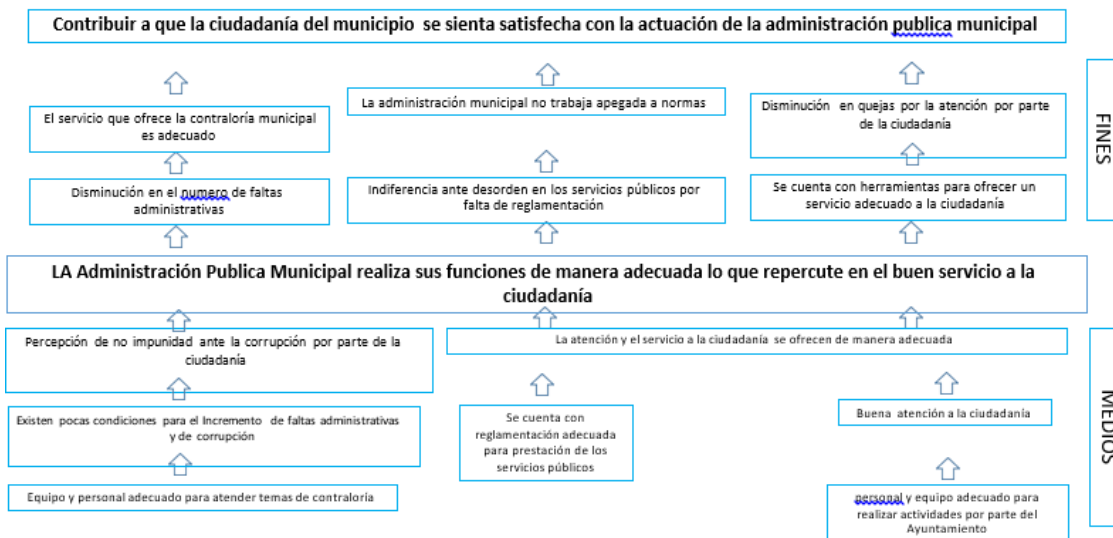 Contribuir a que la ciudadanía del municipio se sienta satisfecha con la actuación de la administración publica municipal
El servicio que ofrece la contraloría municipal
es adecuado
La administración municipal no trabaja apegada a normas
Disminución en quejas por la atención por parte
de la ciudadanía
FINES
Disminución en el numero de faltas
administrativas
Indiferencia ante desorden en los servicios públicos por
falta de reglamentación
Se cuenta con herramientas para ofrecer un
servicio adecuado a la ciudadanía
LA Administración Publica Municipal realiza sus funciones de manera adecuada lo que repercute en el buen servicio a la
ciudadanía
Percepción de no impunidad ante la corrupción por parte de la
ciudadanía
La atención y el servicio a la ciudadanía se ofrecen de manera adecuada
MEDIOS
Existen pocas condiciones para el Incremento de faltas administrativas
y de corrupción
Se cuenta con
reglamentación adecuada
para prestación de los
servicios públicos
Buena atención a la ciudadanía
Equipo y personal adecuado para atender temas de contraloría
personal y equipo adecuado para
realizar actividades por parte del
Ayuntamiento